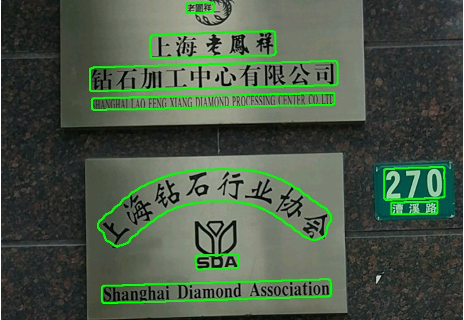 老鳳祥
上海老鳳祥
钻石加工中心有限公司
SHANGHAI LAO FENG XIANG DIAMOND PROCESSING CENTER CO.LTD
上海钻石行业协会
SDA
Shanghai Diamond Association
270
漕溪路